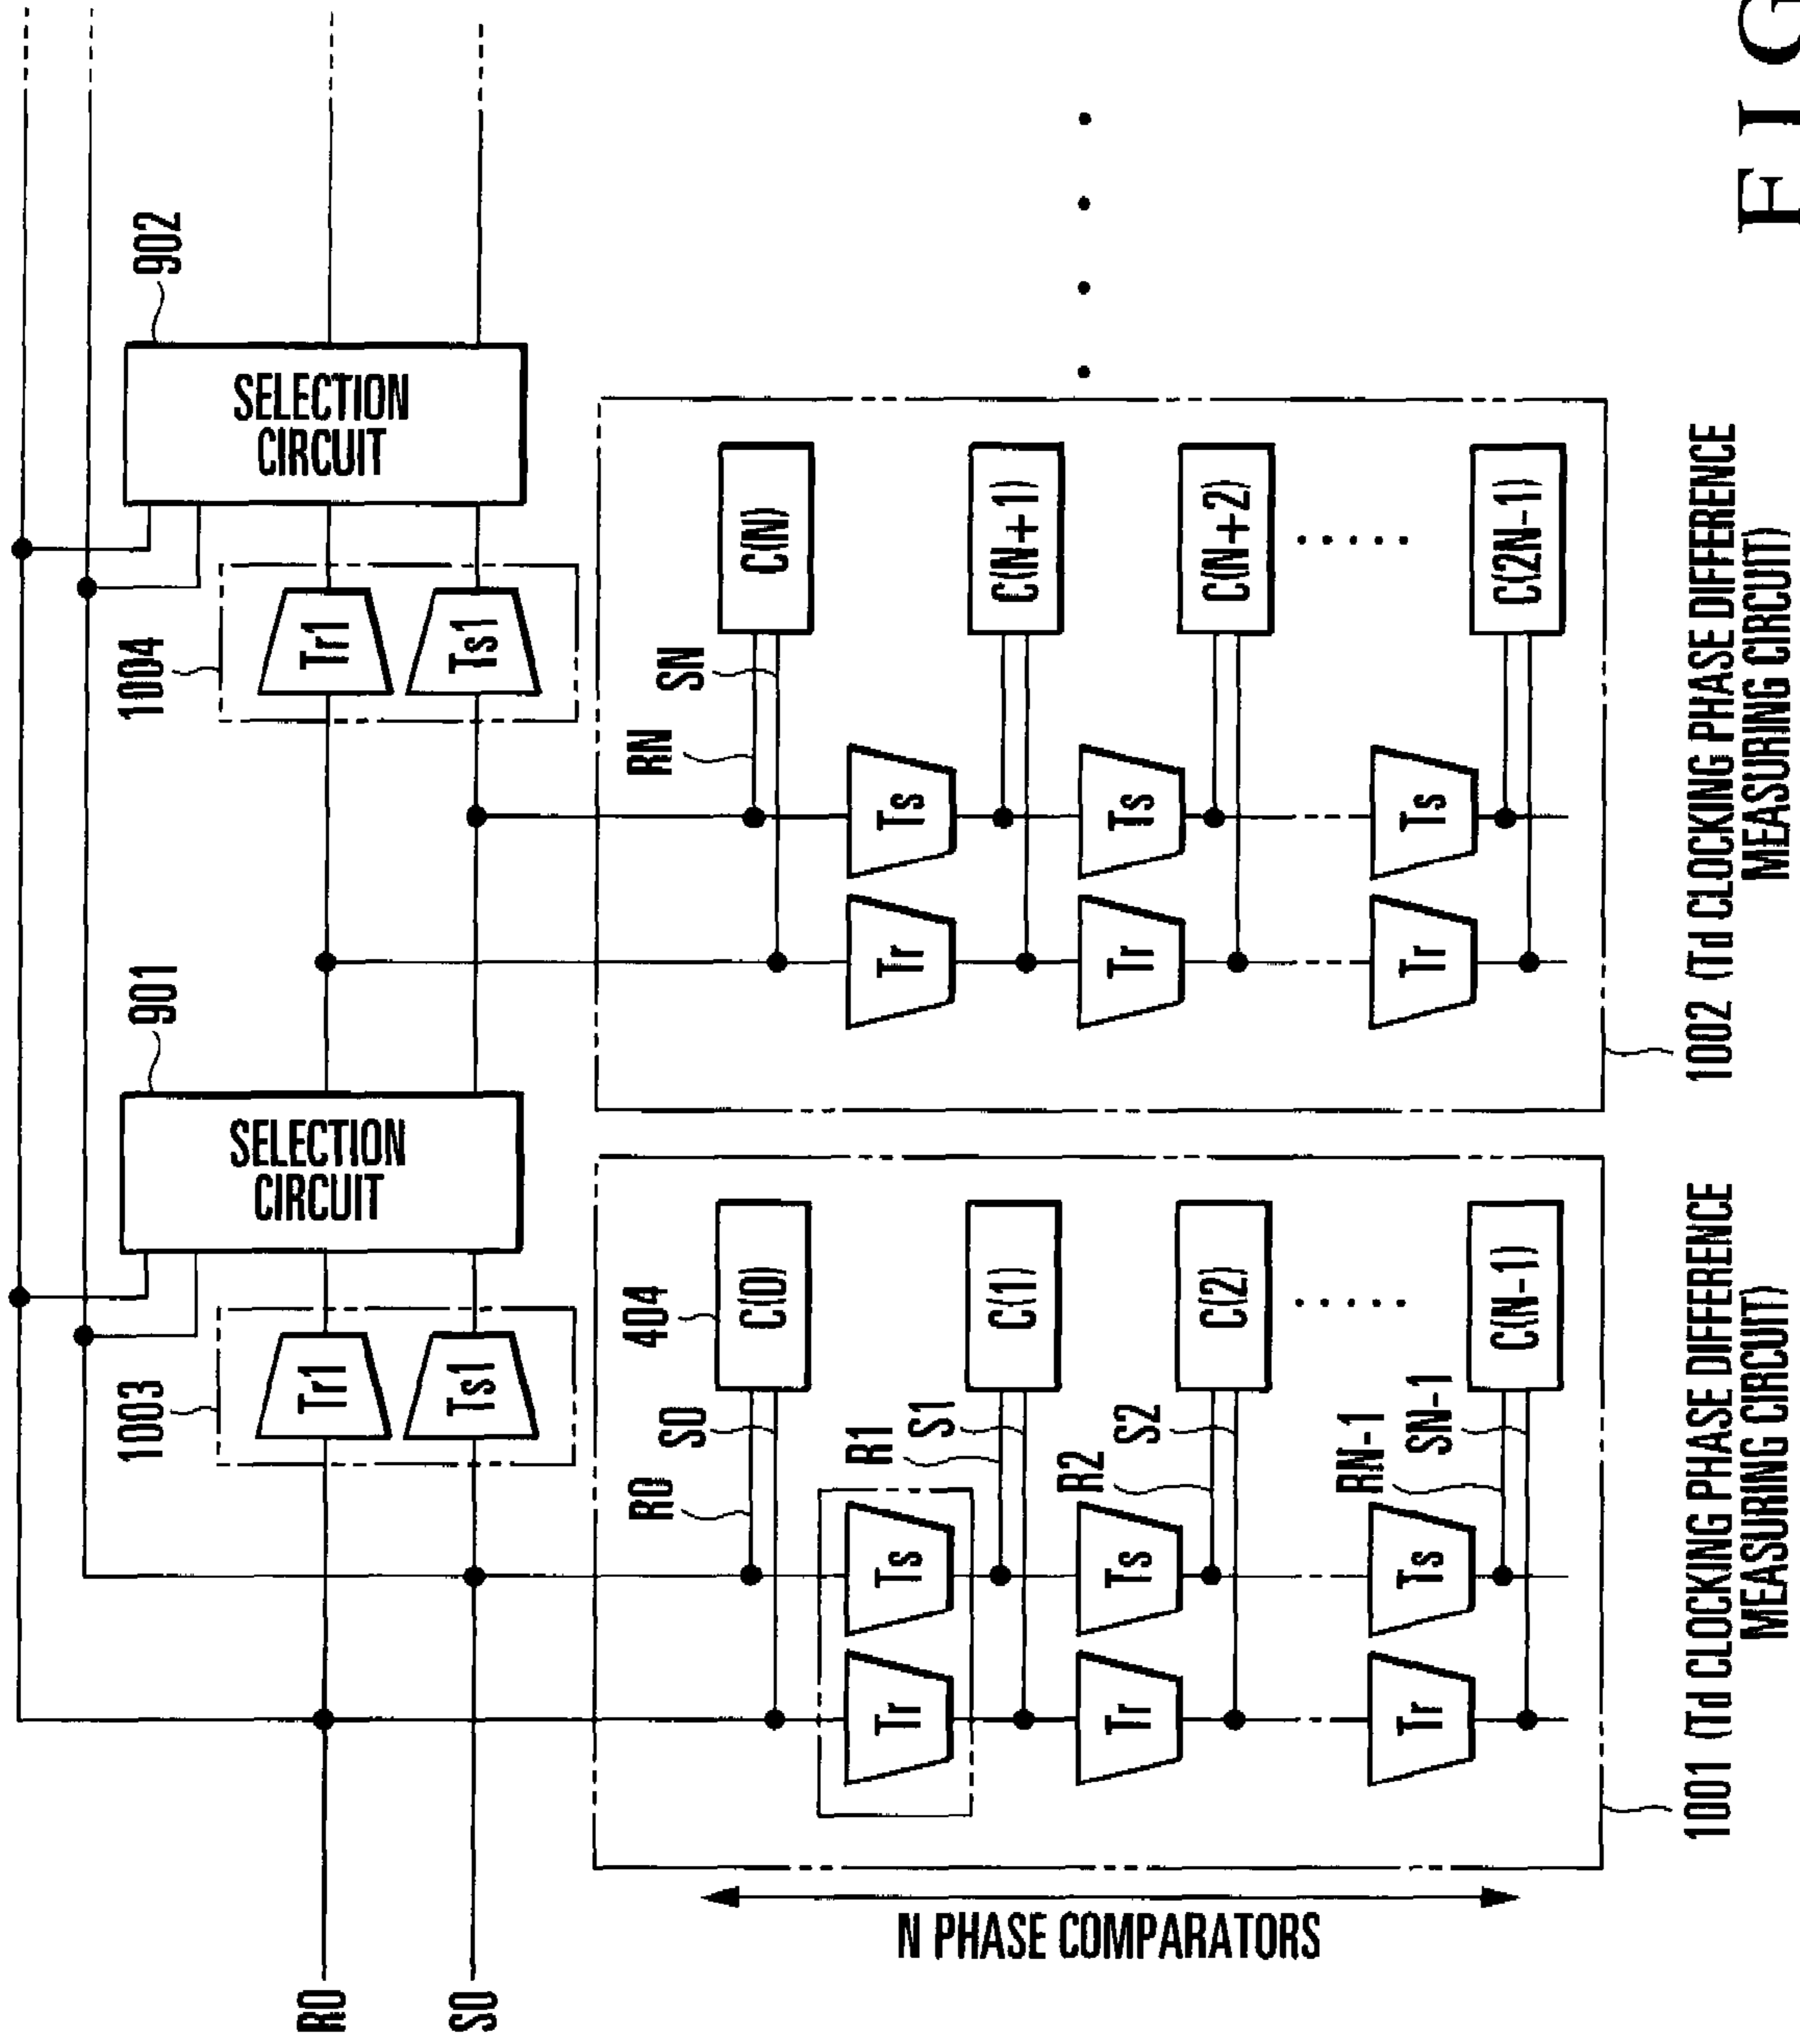 R0
S0
1003
Tr1
Ts1
SELECTION
CIRCUIT
901
1004
Tr1
Ts1
SELECTION
CIRCUIT
902
N PHASE COMPARATORS
R0
S0
404
C(0)
Tr
Ts
R1
S1
C(1)
Tr
Ts
R2
S2
C(2)
Tr
Ts
RN-1
SN-1
C(N-1)
1001 (Td CLOCKING PHASE DIFFERENCE
MEASURING CIRCUIT)
RN
SN
C(N)
Tr
Ts
C(N+1)
Tr
Ts
C(N+2)
Tr
Ts
C(2N-1)
1002 (Td CLOCKING PHASE DIFFERENCE
MEASURING CIRCUIT)
FIG